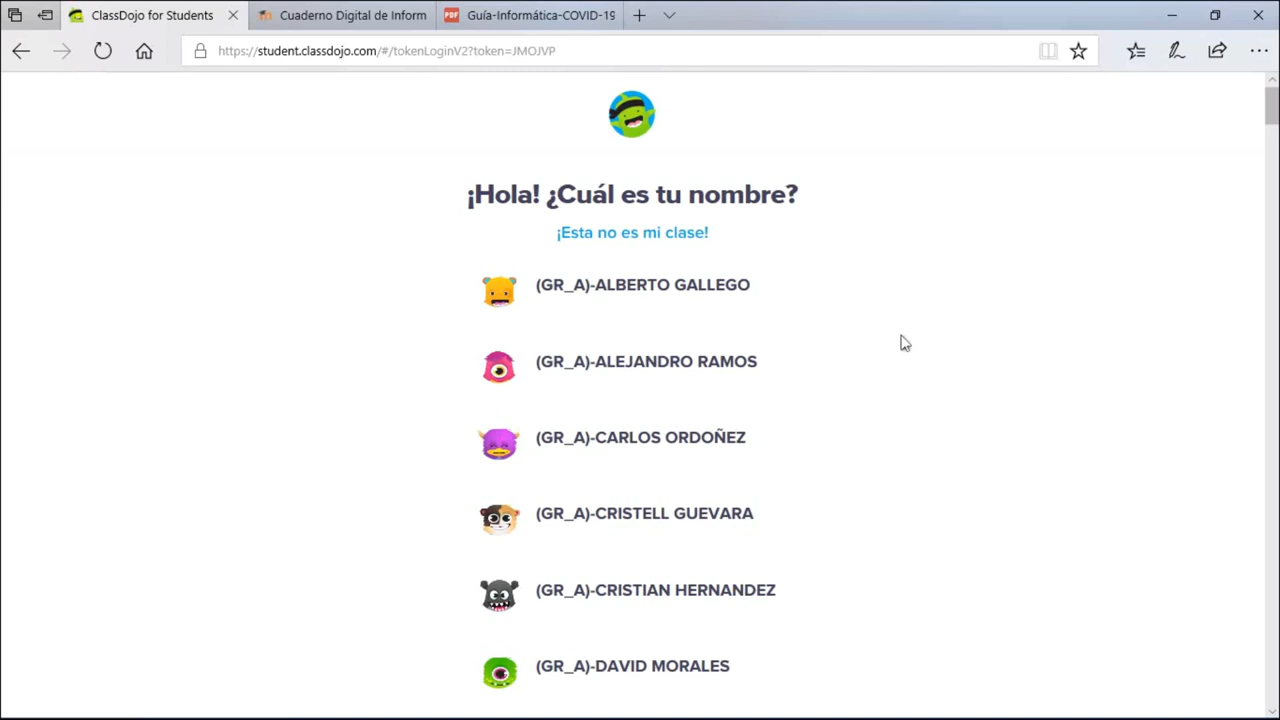 ClassDojo for Students
Cuaderno Digital de Inform
PDF Guía-Informática-COVID-19
https://student.classdojo.com/#/tokenLoginV2?token=JMOJVP
¡Hola! ¿Cuál es tu nombre?
¡Esta no es mi clase!
(GR_A)-ALBERTO GALLEGO
(GR_A)-ALEJANDRO RAMOS
(GR_A)-CARLOS ORDOÑEZ
(GR_A)-CRISTELL GUEVARA
(GR_A)-CRISTIAN HERNANDEZ
(GR_A)-DAVID MORALES